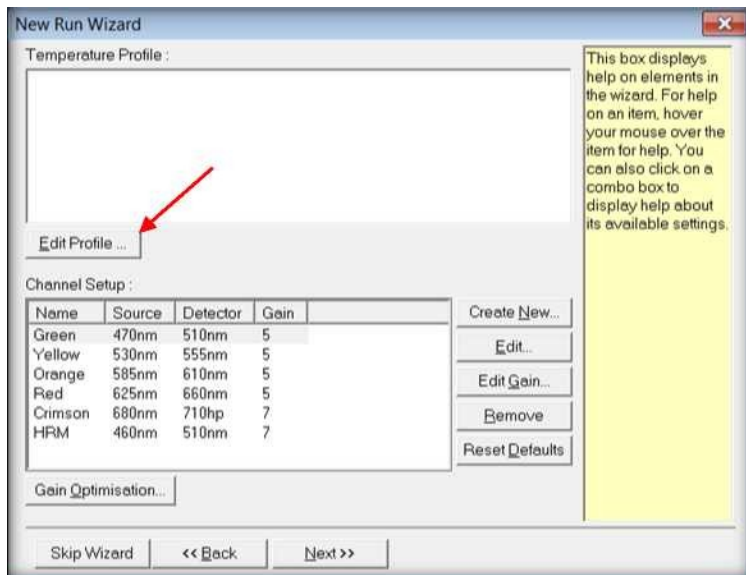 New Run Wizard
Temperature Profile :
This box displays
help on elements in
the wizard. For help
on an item, hover
your mouse over the
item for help. You
can also click on a
combo box to
display help about
its available settings.
Edit Profile ...
Channel Setup :
Name Source Detector Gain
Green 470nm 510nm 5
Yellow 530nm 555nm 5
Orange 585nm 610nm 5
Red 625nm 660nm 5
Crimson 680nm 710hp 7
HRM 460nm 510nm 7
Create New...
Edit...
Edit Gain...
Remove
Reset Defaults
Gain Optimisation...
Skip Wizard << Back Next >>